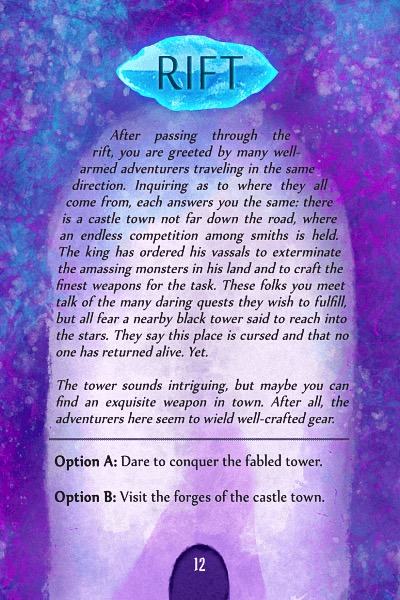 RIFT
After passing through the
rift, you are greeted by many well-
armed adventurers traveling in the same
direction. Inquiring as to where they all
come from, each answers you the same: there
is a castle town not far down the road, where
an endless competition among smiths is held.
The king has ordered his vassals to exterminate
the amassing monsters in his land and to craft the
finest weapons for the task. These folks you meet
talk of the many daring quests they wish to fulfill,
but all fear a nearby black tower said to reach into
the stars. They say this place is cursed and that no
one has returned alive. Yet.
The tower sounds intriguing, but maybe you can
find an exquisite weapon in town. After all, the
adventurers here seem to wield well-crafted gear.
Option A: Dare to conquer the fabled tower.
Option B: Visit the forges of the castle town.
12